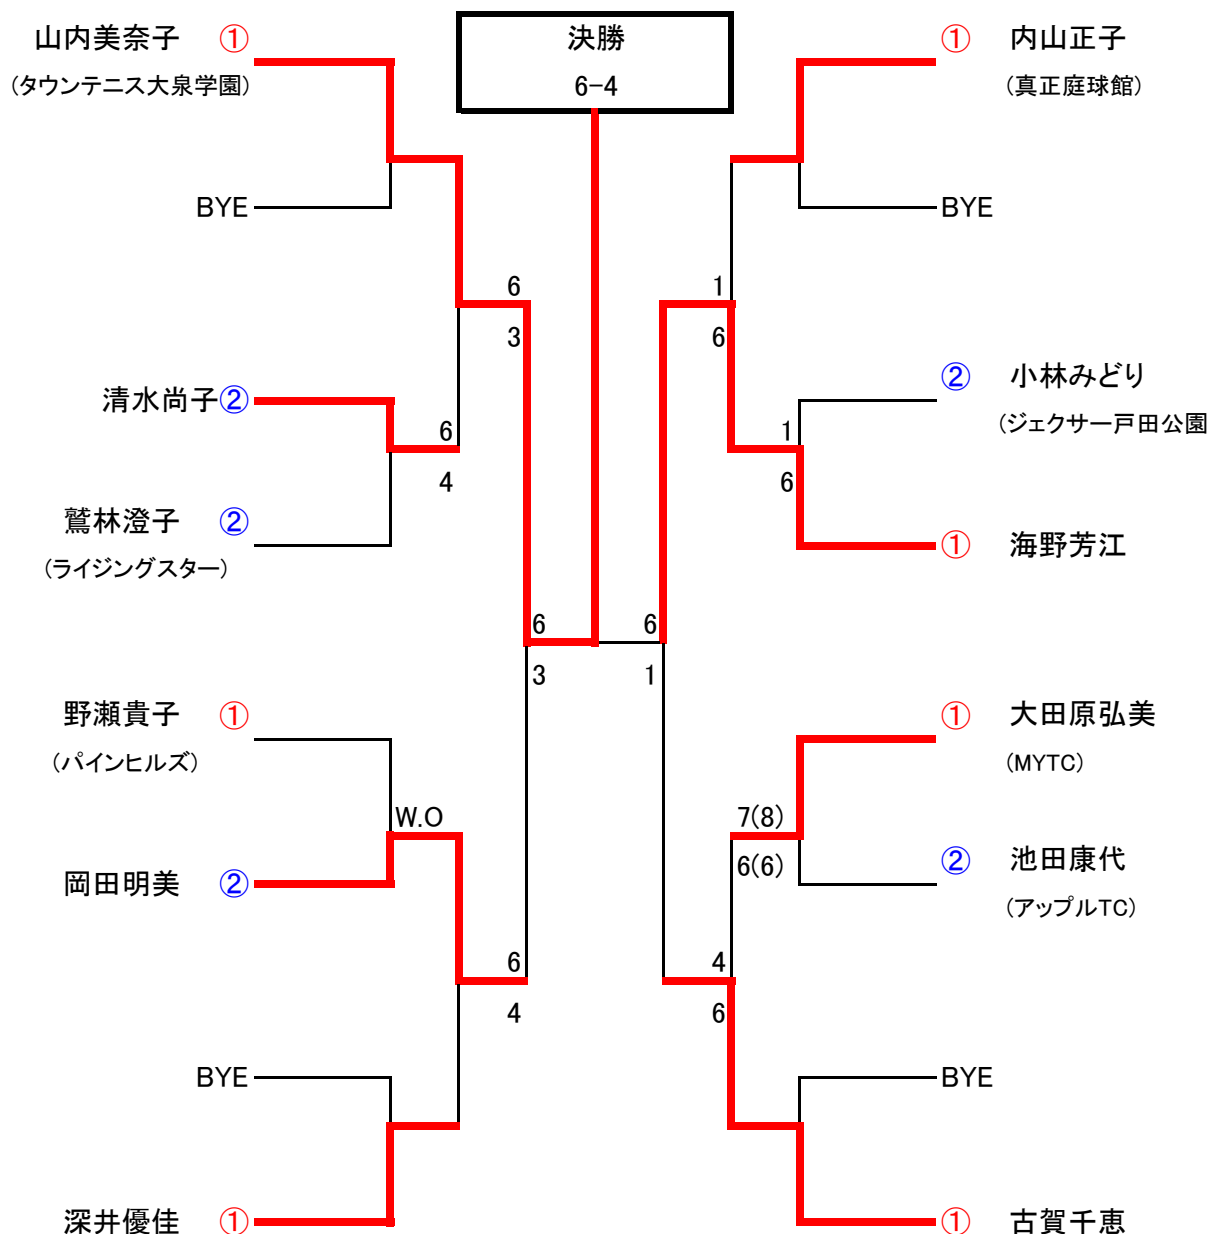 決勝
6-4
山内美奈子 ①
(タウンテニス大泉学園)
BYE
6
3
清水尚子②
6
4
鷲林澄子 ②
(ライジングスター)
6
3
野瀬貴子 ①
(パインヒルズ)
W.O
岡田明美 ②
6
4
BYE
深井優佳 ①
① 内山正子
(真正庭球館)
BYE
1
6
② 小林みどり
(ジェクサー戸田公園
1
6
① 海野芳江
6
1
① 大田原弘美
(MYTC)
7(8)
6(6)
② 池田康代
(アップルTC)
4
6
BYE
① 古賀千恵